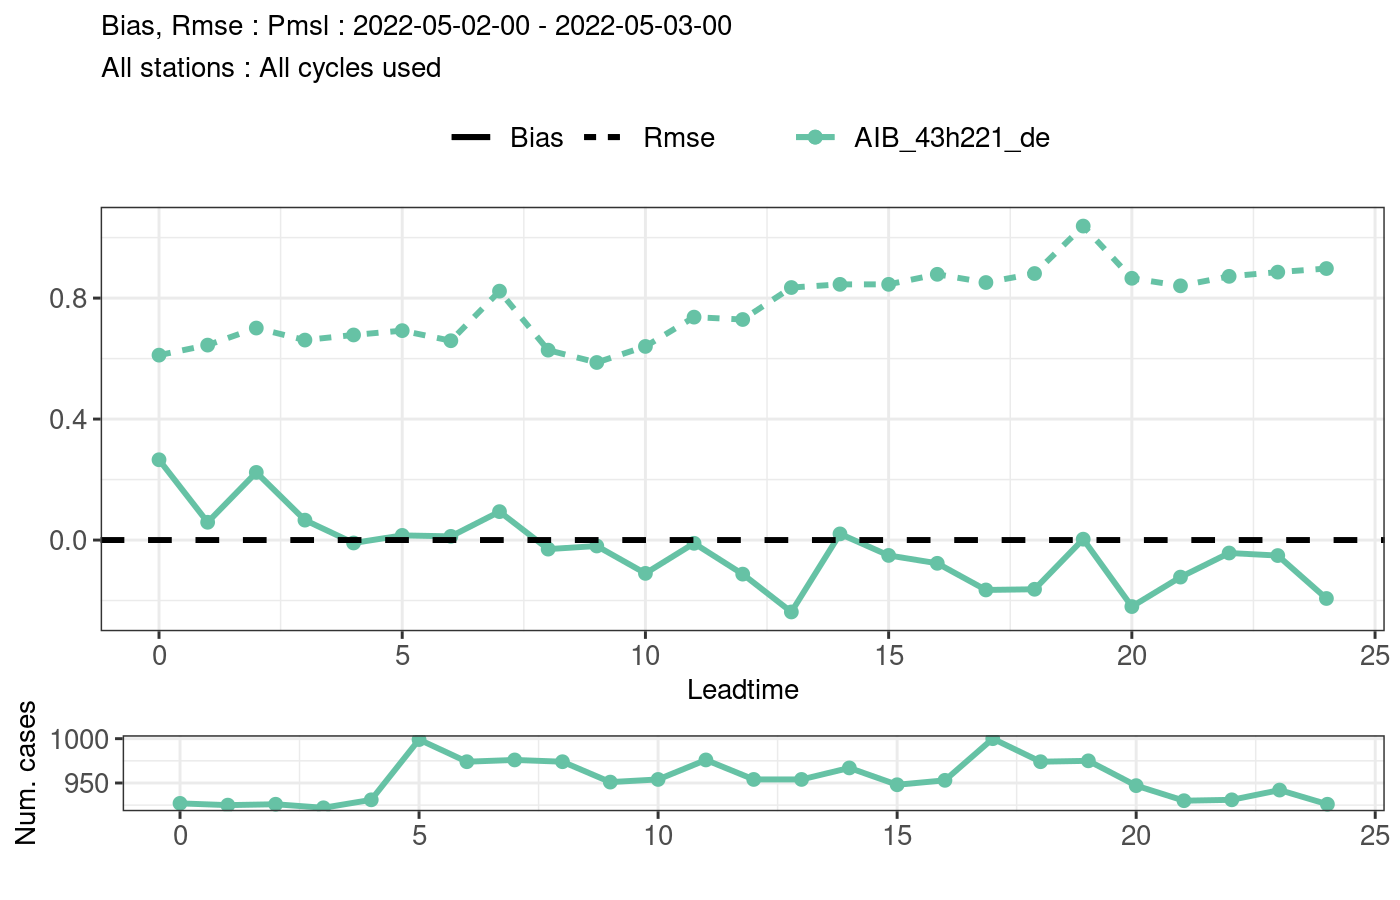 Bias, Rmse : Pmsl : 2022-05-02-00 - 2022-05-03-00
All stations : All cycles used
Bias Rmse AIB_43h221_de
0.8
0.4
0.0
0 5 10 15 20 25
Leadtime
Num. cases
1000
950
0 5 10 15 20 25